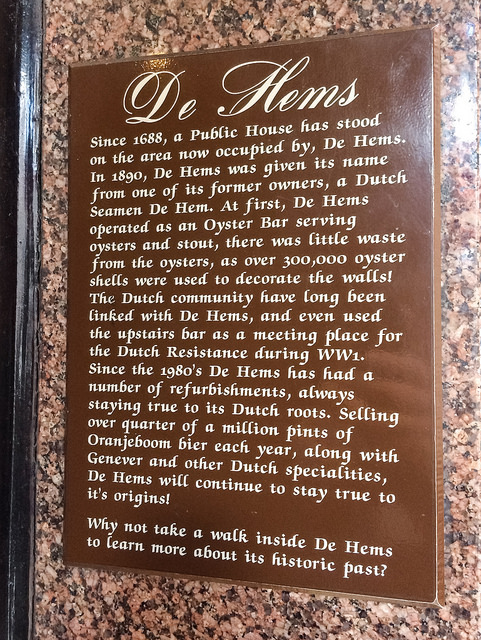 De Hems
Since 1688, a Public House has stood
on the area now occupied by, De Hems.
In 1890, De Hems was given its name
from one of its former owners, a Dutch
Seamen De Hem. At first, De Hems
operated as an Oyster Bar serving
oysters and stout, there was little waste
from the oysters, as over 300,000 oyster
shells were used to decorate the walls!
The Dutch community have long been
linked with De Hems, and even used
the upstairs bar as a meeting place for
the Dutch Resistance during WW1.
Since the 1980's De Hems has had a
number of refurbishments, always
staying true to its Dutch roots. Selling
over quarter of a million pints of
Oranjeboom bier each year, along with
Genever and other Dutch specialities,
De Hems will continue to stay true to
it's origins!
Why not take a walk inside De Hems
to learn more about its historic past?